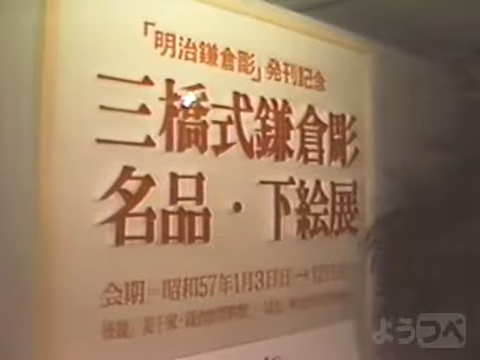 「明治鎌倉彫」発刊記念
三橋式鎌倉彫
名品・下絵展
会期＝昭和57年1月3日日→
ようつべ